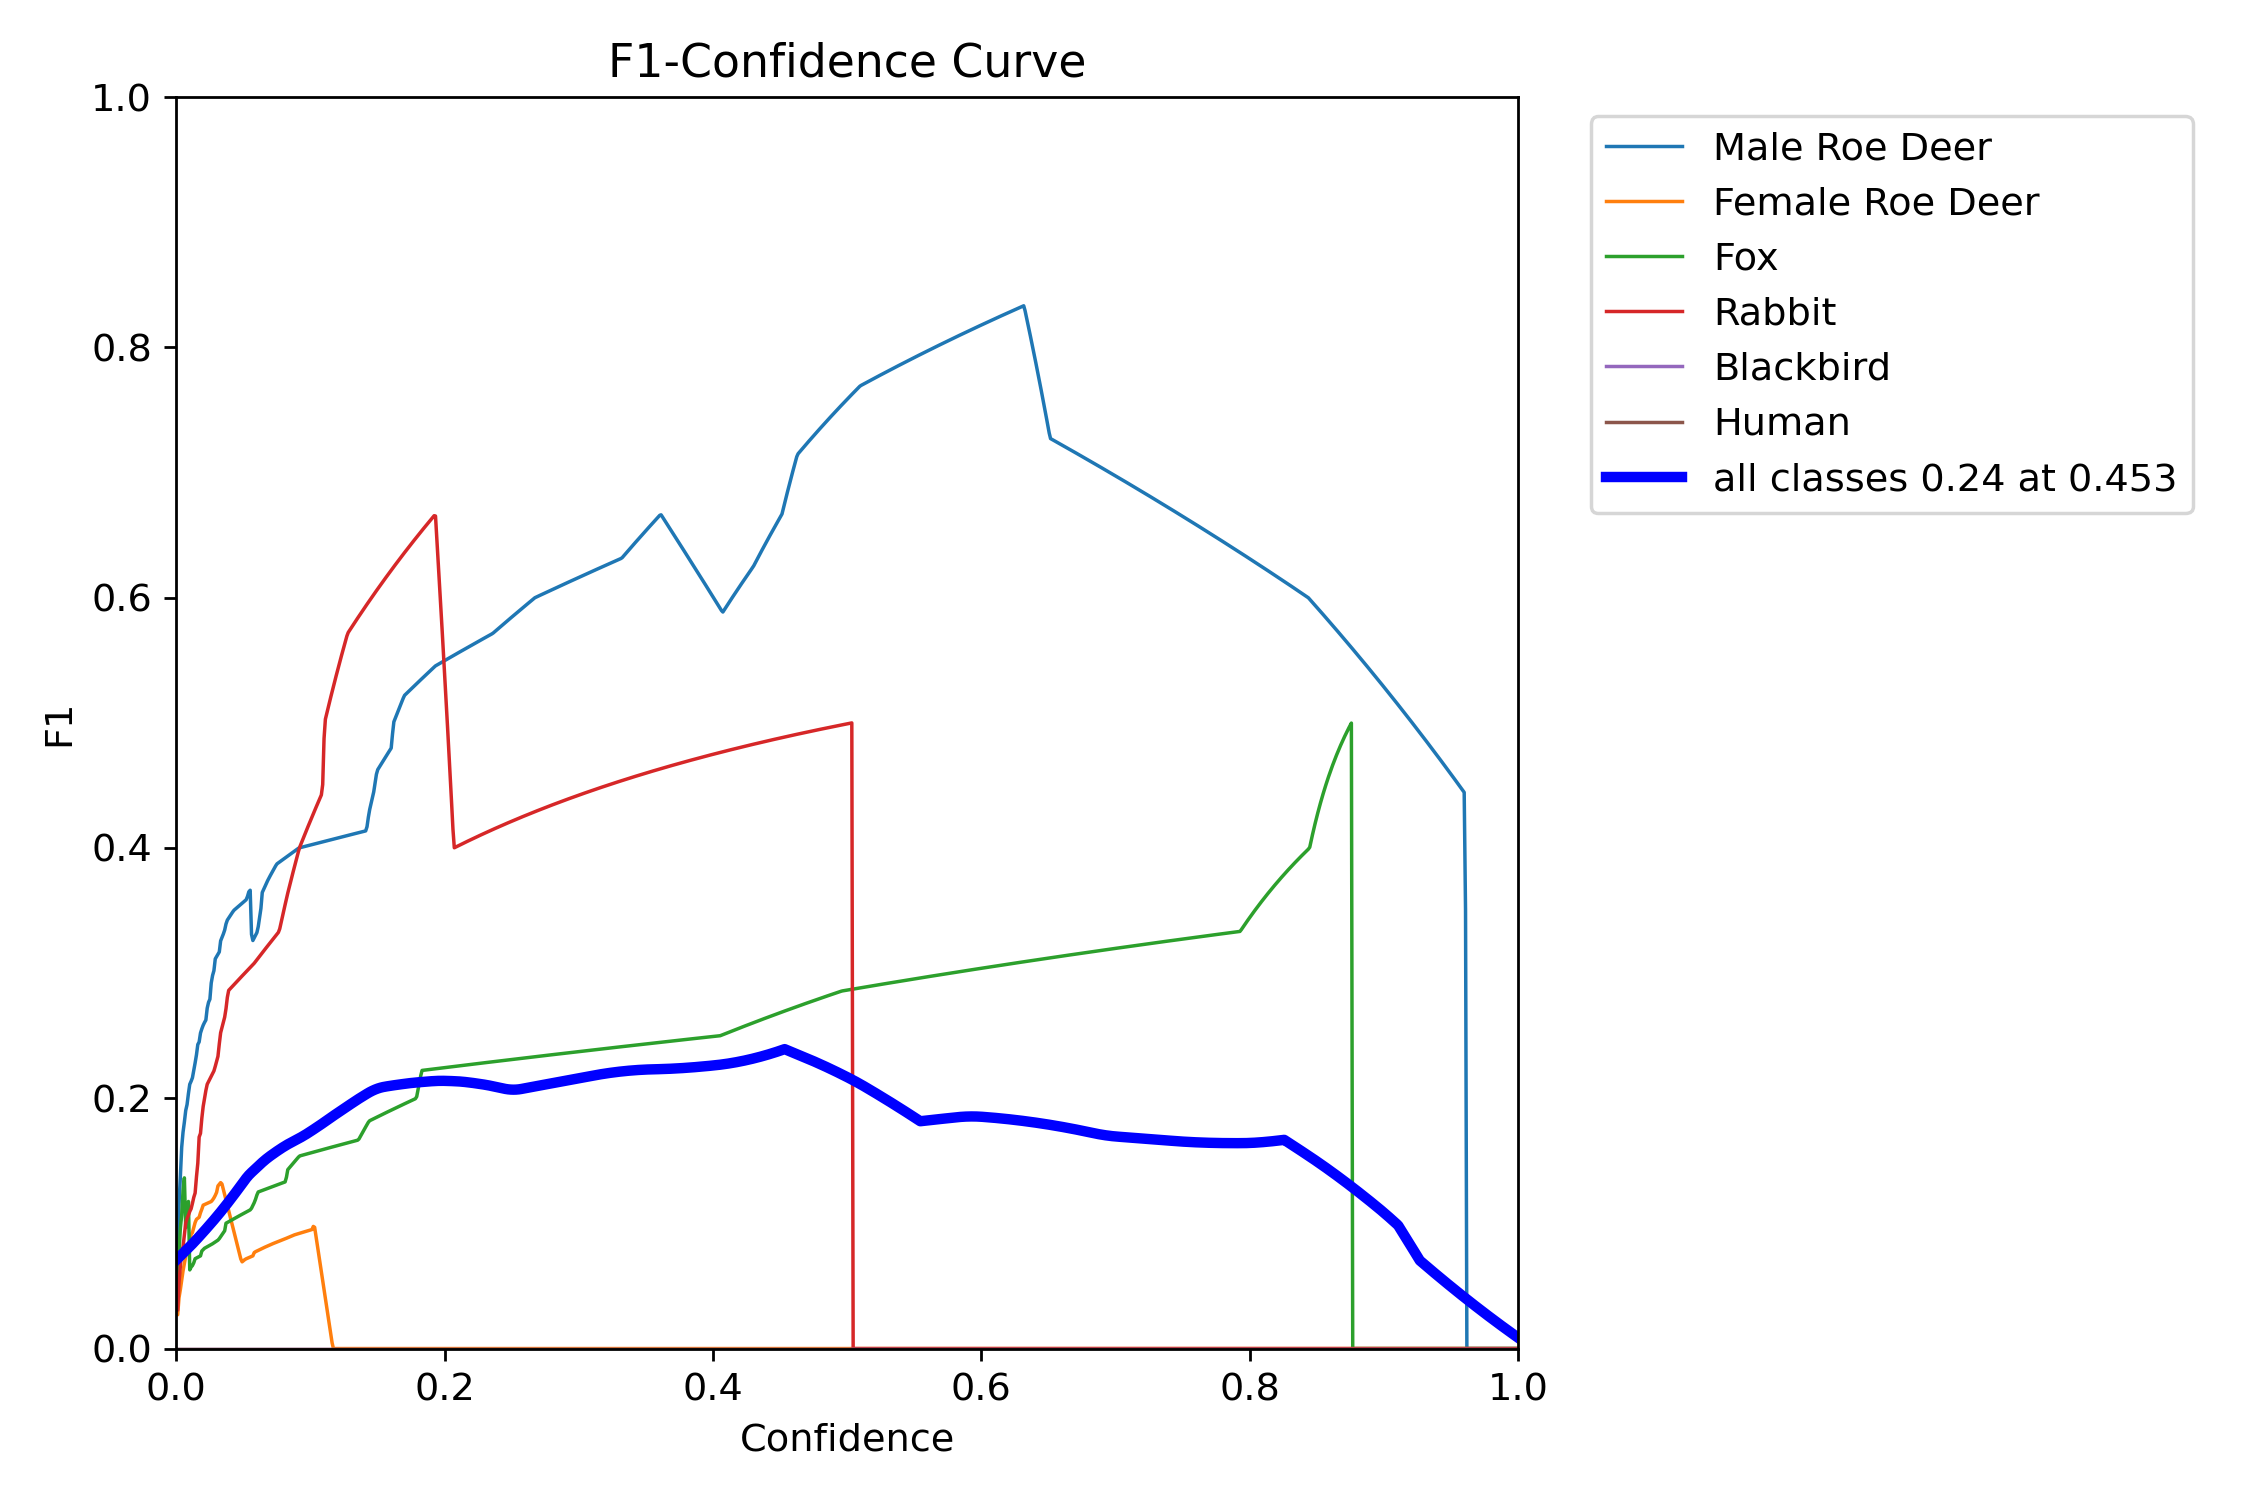 F1-Confidence Curve
1.0
0.8
0.6
0.4
0.2
0.0
F1
0.0 0.2 0.4 0.6 0.8 1.0
Confidence
Male Roe Deer
Female Roe Deer
Fox
Rabbit
Blackbird
Human
all classes 0.24 at 0.453